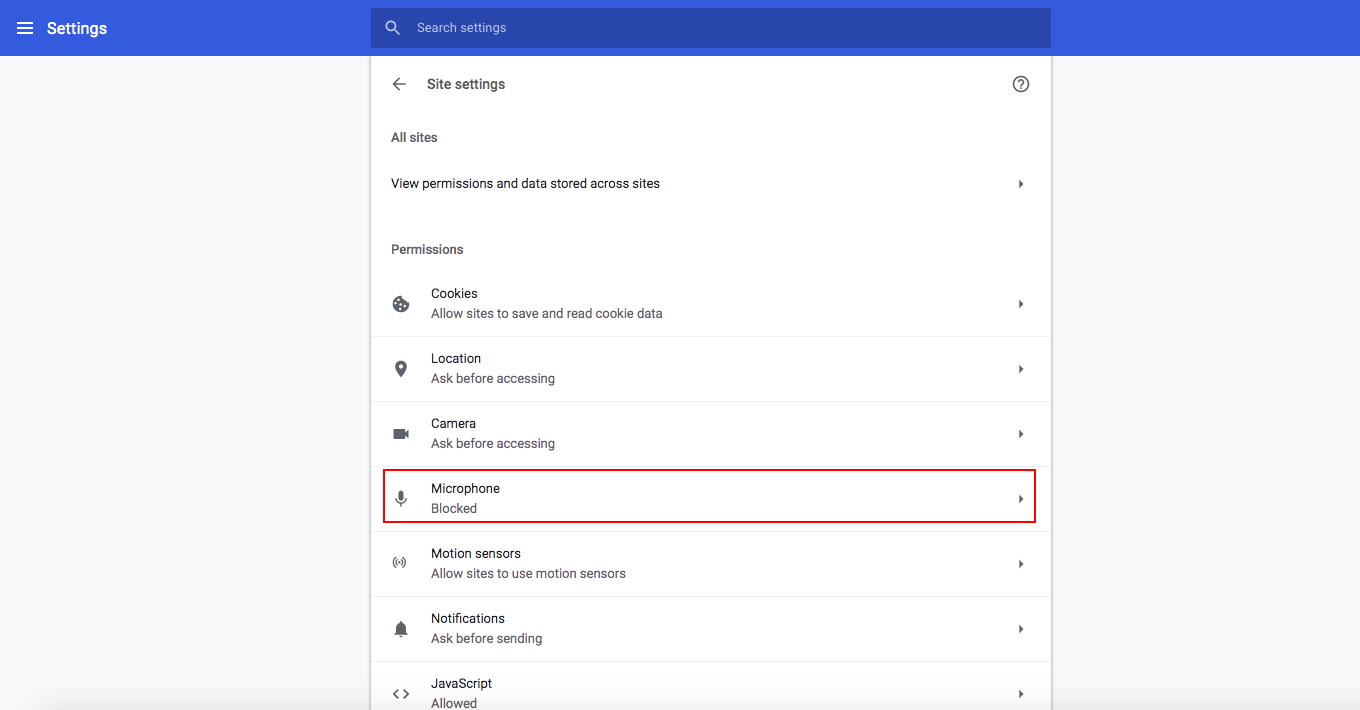 Settings
Search settings
Site settings
All sites
View permissions and data stored across sites
Permissions
Cookies
Allow sites to save and read cookie data
Location
Ask before accessing
Camera
Ask before accessing
Microphone
Blocked
Motion sensors
Allow sites to use motion sensors
Notifications
Ask before sending
JavaScript
Allowed